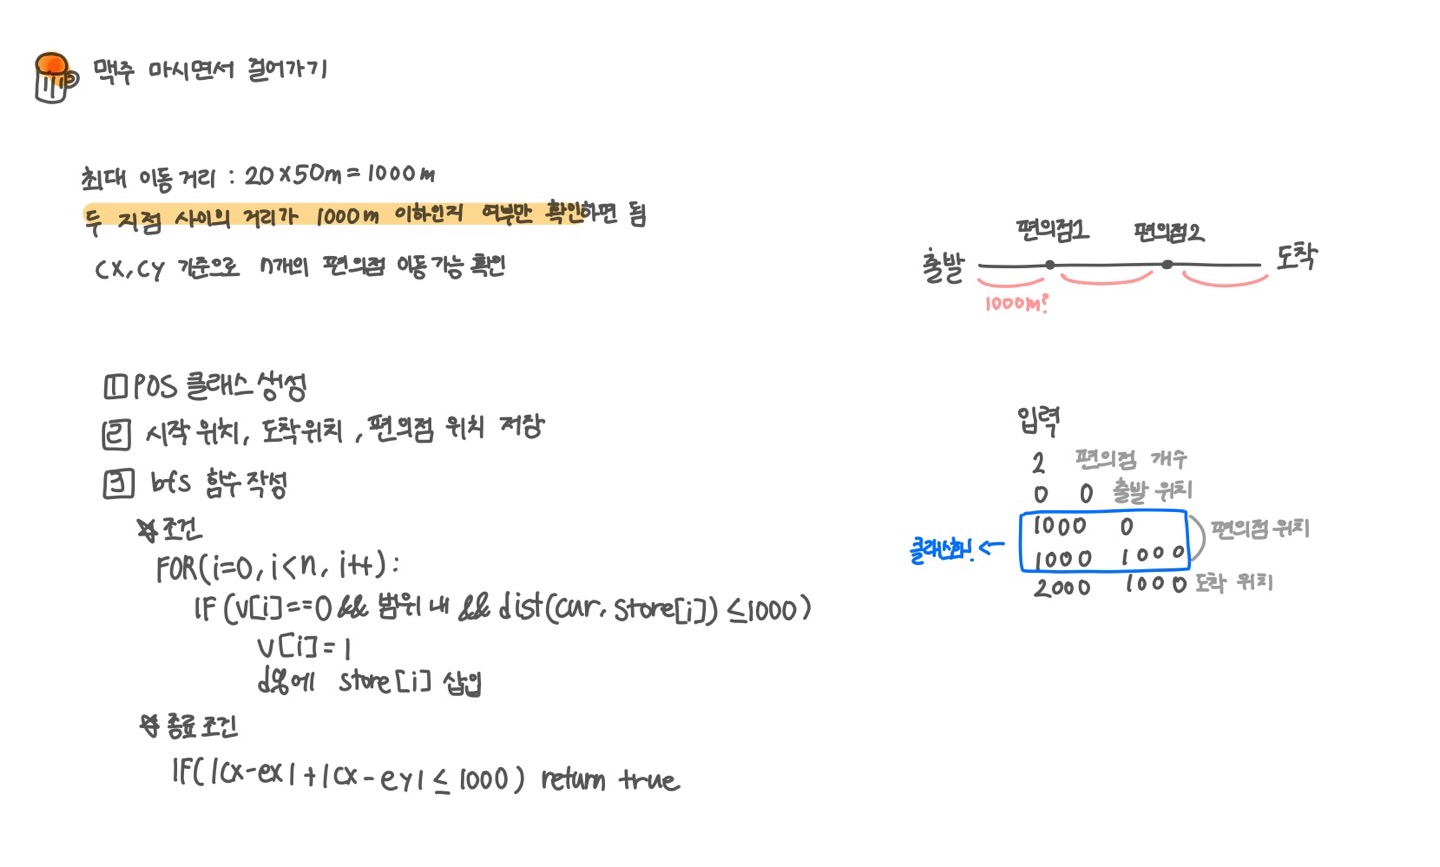 맥주 마시면서 걸어가기
최대 이동 거리 : 20×50m=1000m
두 지점 사이의 거리가 1000m 이하인지 여부만 확인하면 됨
cx,cy 기준으로 n개의 편의점 이동가능 확인
1 POS 클래스 생성
2 시작 위치, 도착위치, 편의점 위치 저장
3 bfs 함수 작성
조건
FOR(i=0, i<n, i++):
IF(v[i]==0 && 범위 내 && dist(cur, store[i]) ≤1000)
v[i]=1
dq에 store[i] 삽입
종료 조건
IF(|cx-ex|+|cx-ey|≤1000) return true
편의점1 편의점2
출발 도착
1000M?
입력
2 편의점 개수
0 0 출발 위치
1000 0
편의점 위치
클래스화! ←
1000 1000
2000 1000 도착 위치